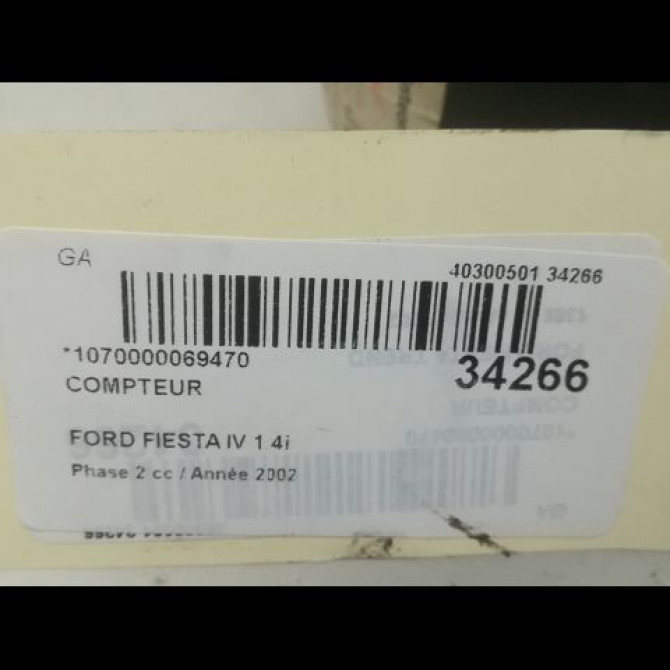 GA
40300501 34266
*1070000069470
34266
COMPTEUR
FORD FIESTA IV 1.4i
Phase 2 cc / Année 2002